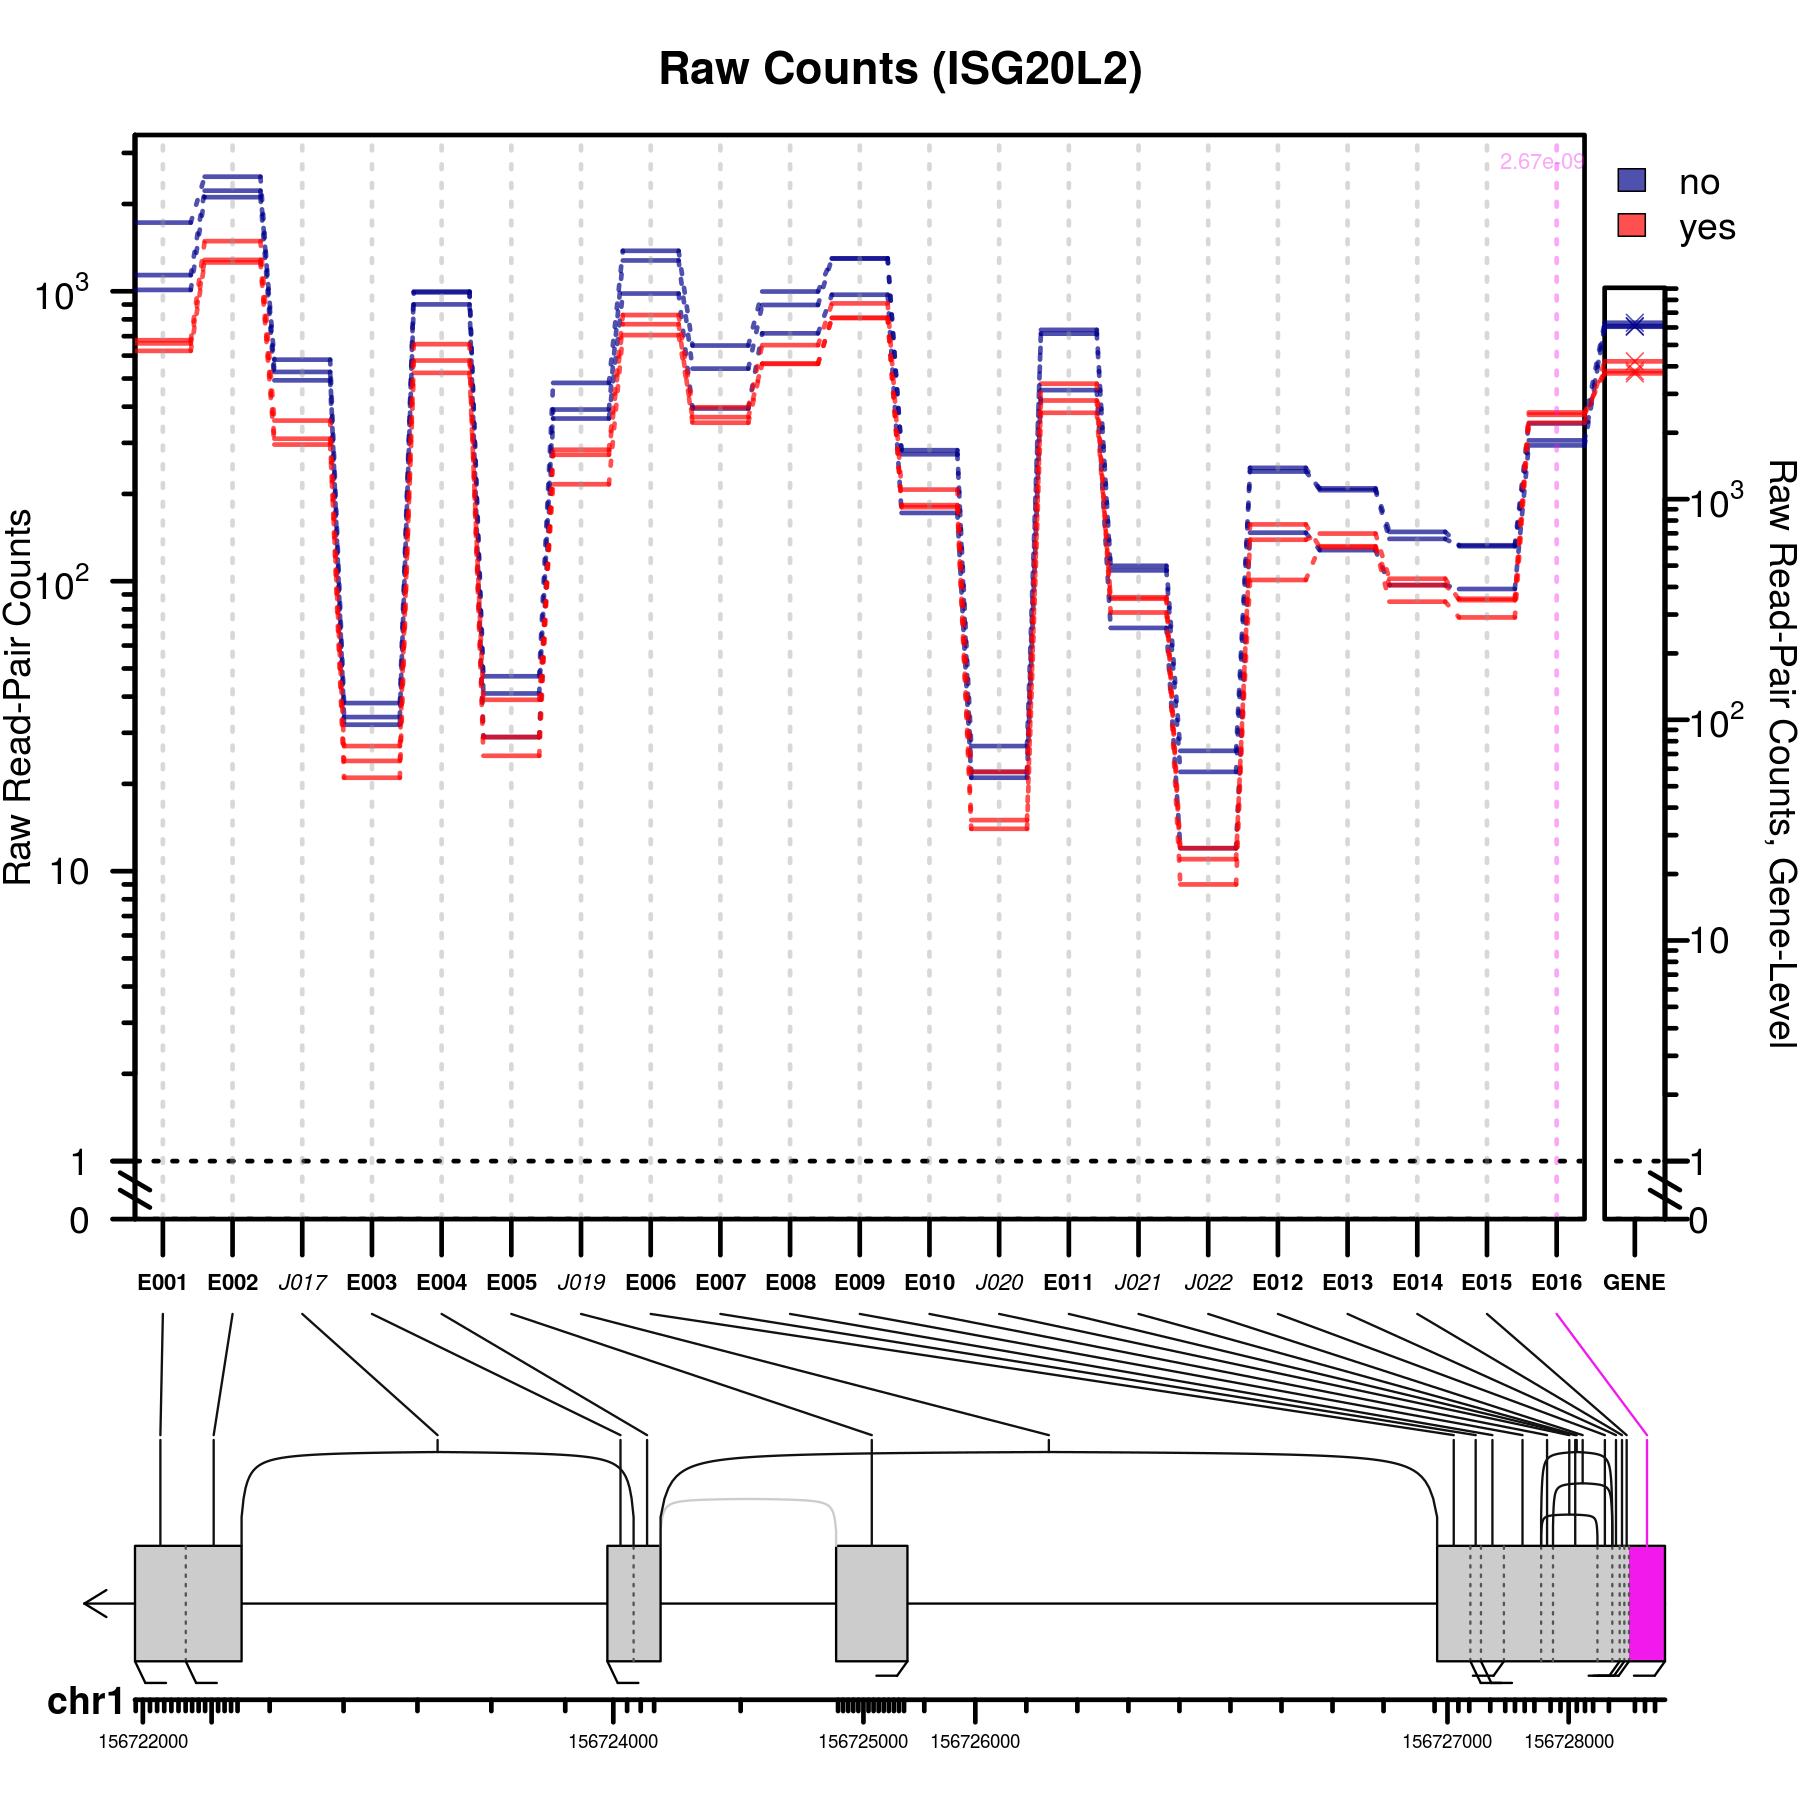 Raw Counts (ISG20L2)
2.67e-09
no
yes
Raw Read-Pair Counts
10³
10²
10
1
0
10³
10²
10
1
0
Raw Read-Pair Counts, Gene-Level
E001 E002 J017 E003 E004 E005 J019 E006 E007 E008 E009 E010 J020 E011 J021 J022 E012 E013 E014 E015 E016 GENE
chr1
156722000 156724000 156725000 156726000 156727000 156728000